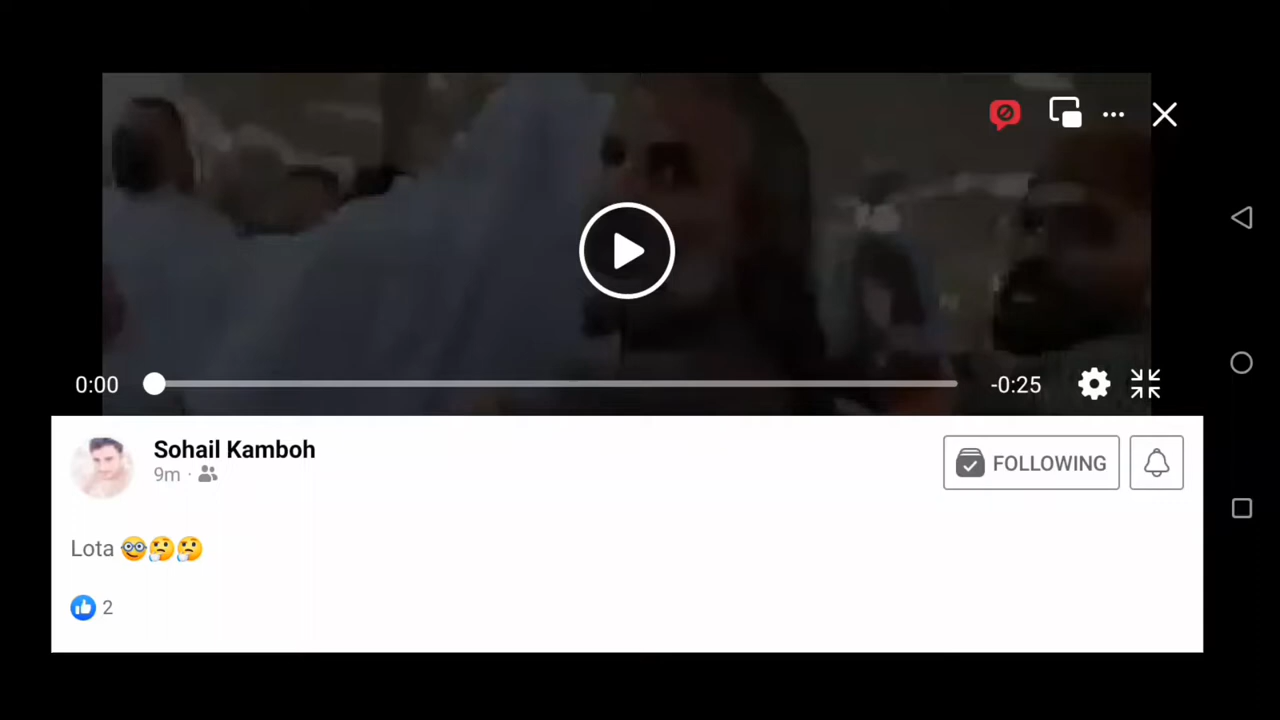 0:00
-0:25
Sohail Kamboh
9m ·
FOLLOWING
Lota 🤓🤔🤔
2